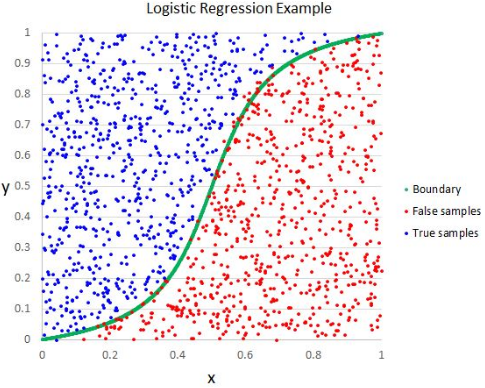 Logistic Regression Example
1
0.9
0.8
0.7
0.6
0.5
0.4
0.3
0.2
0.1
0
y
0
0.2
0.4
0.6
0.8
1
x
Boundary
False samples
True samples